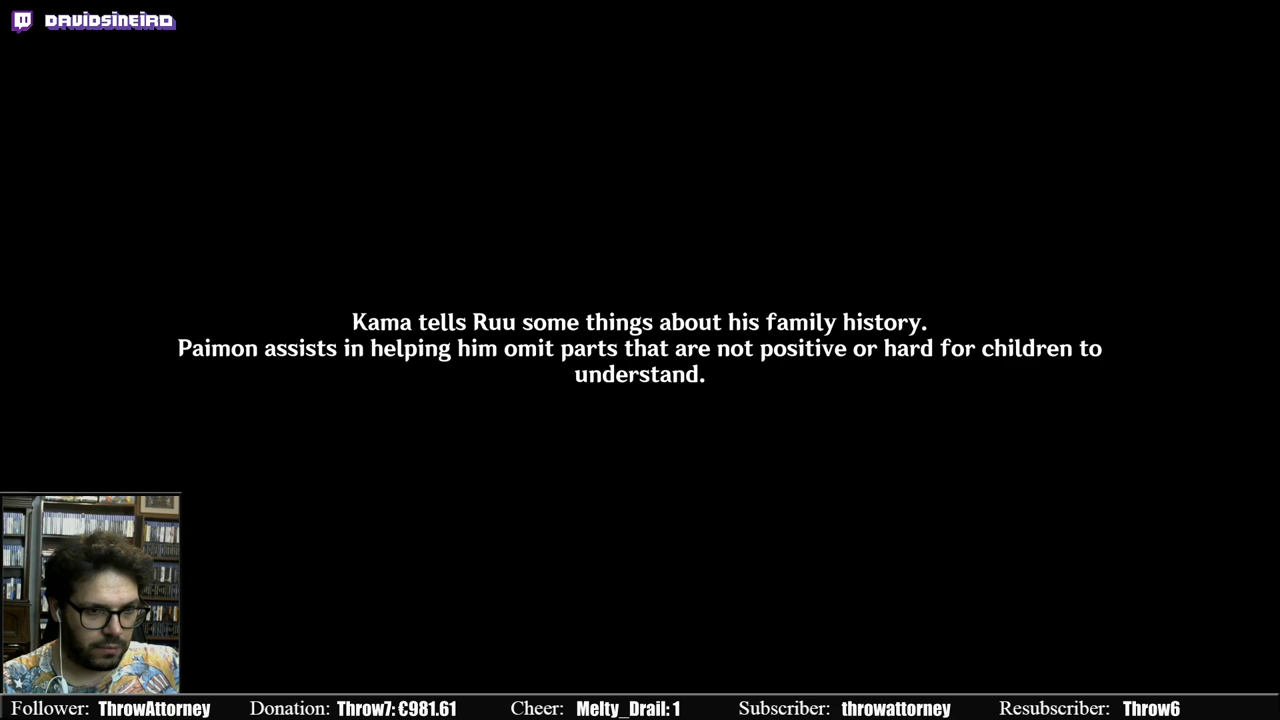 DAVIDSINEIRO
Kama tells Ruu some things about his family history.
Paimon assists in helping him omit parts that are not positive or hard for children to
understand.
Follower: ThrowAttorney Donation: Throw7: €981.61 Cheer: Melty_Drail: 1 Subscriber: throwattorney Resubscriber: Throw6